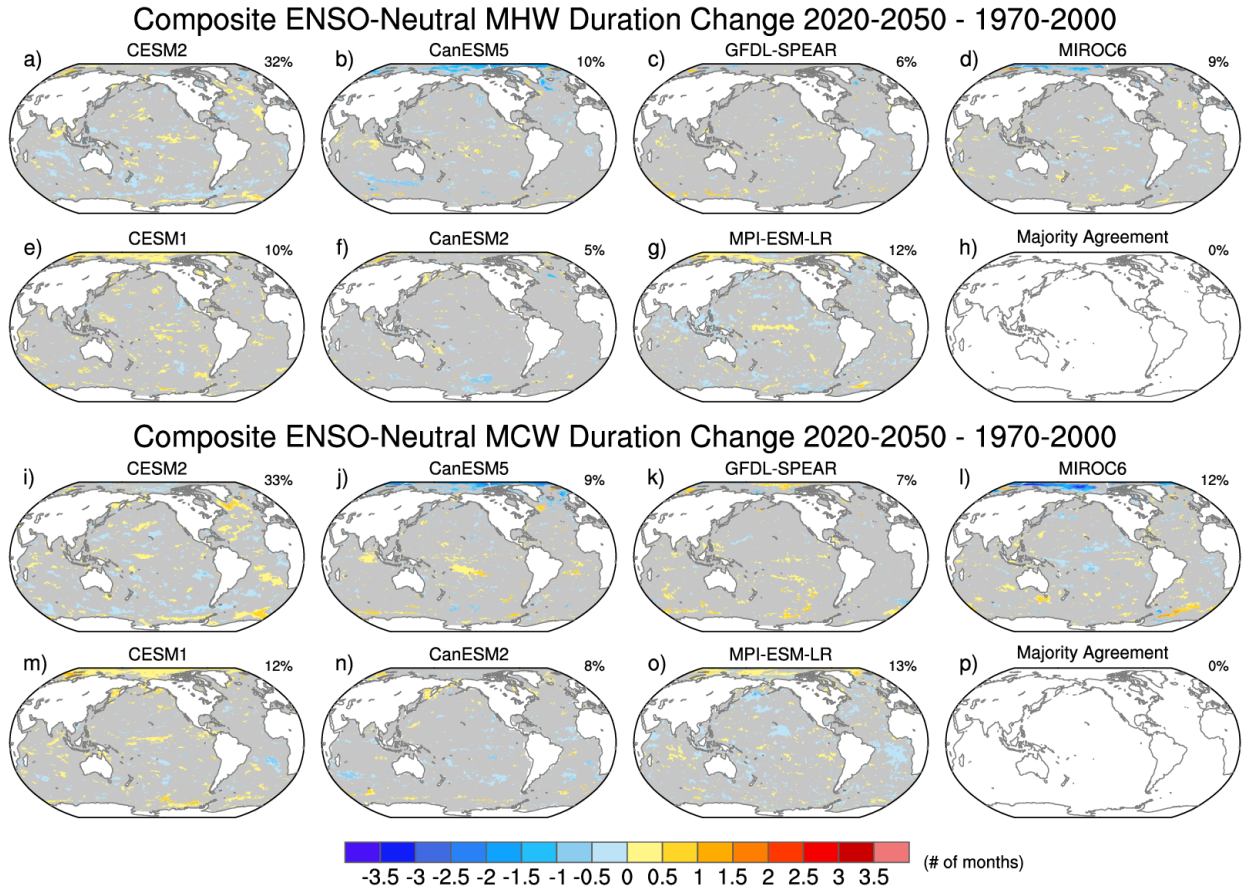 Composite ENSO-Neutral MHW Duration Change 2020-2050 - 1970-2000
a) CESM2 32%
b) CanESM5 10%
c) GFDL-SPEAR 6%
d) MIROC6 9%
e) CESM1 10%
f) CanESM2 5%
g) MPI-ESM-LR 12%
h) Majority Agreement 0%
Composite ENSO-Neutral MCW Duration Change 2020-2050 - 1970-2000
i) CESM2 33%
j) CanESM5 9%
k) GFDL-SPEAR 7%
l) MIROC6 12%
m) CESM1 12%
n) CanESM2 8%
o) MPI-ESM-LR 13%
p) Majority Agreement 0%
-3.5 -3 -2.5 -2 -1.5 -1 -0.5 0 0.5 1 1.5 2 2.5 3 3.5 (# of months)